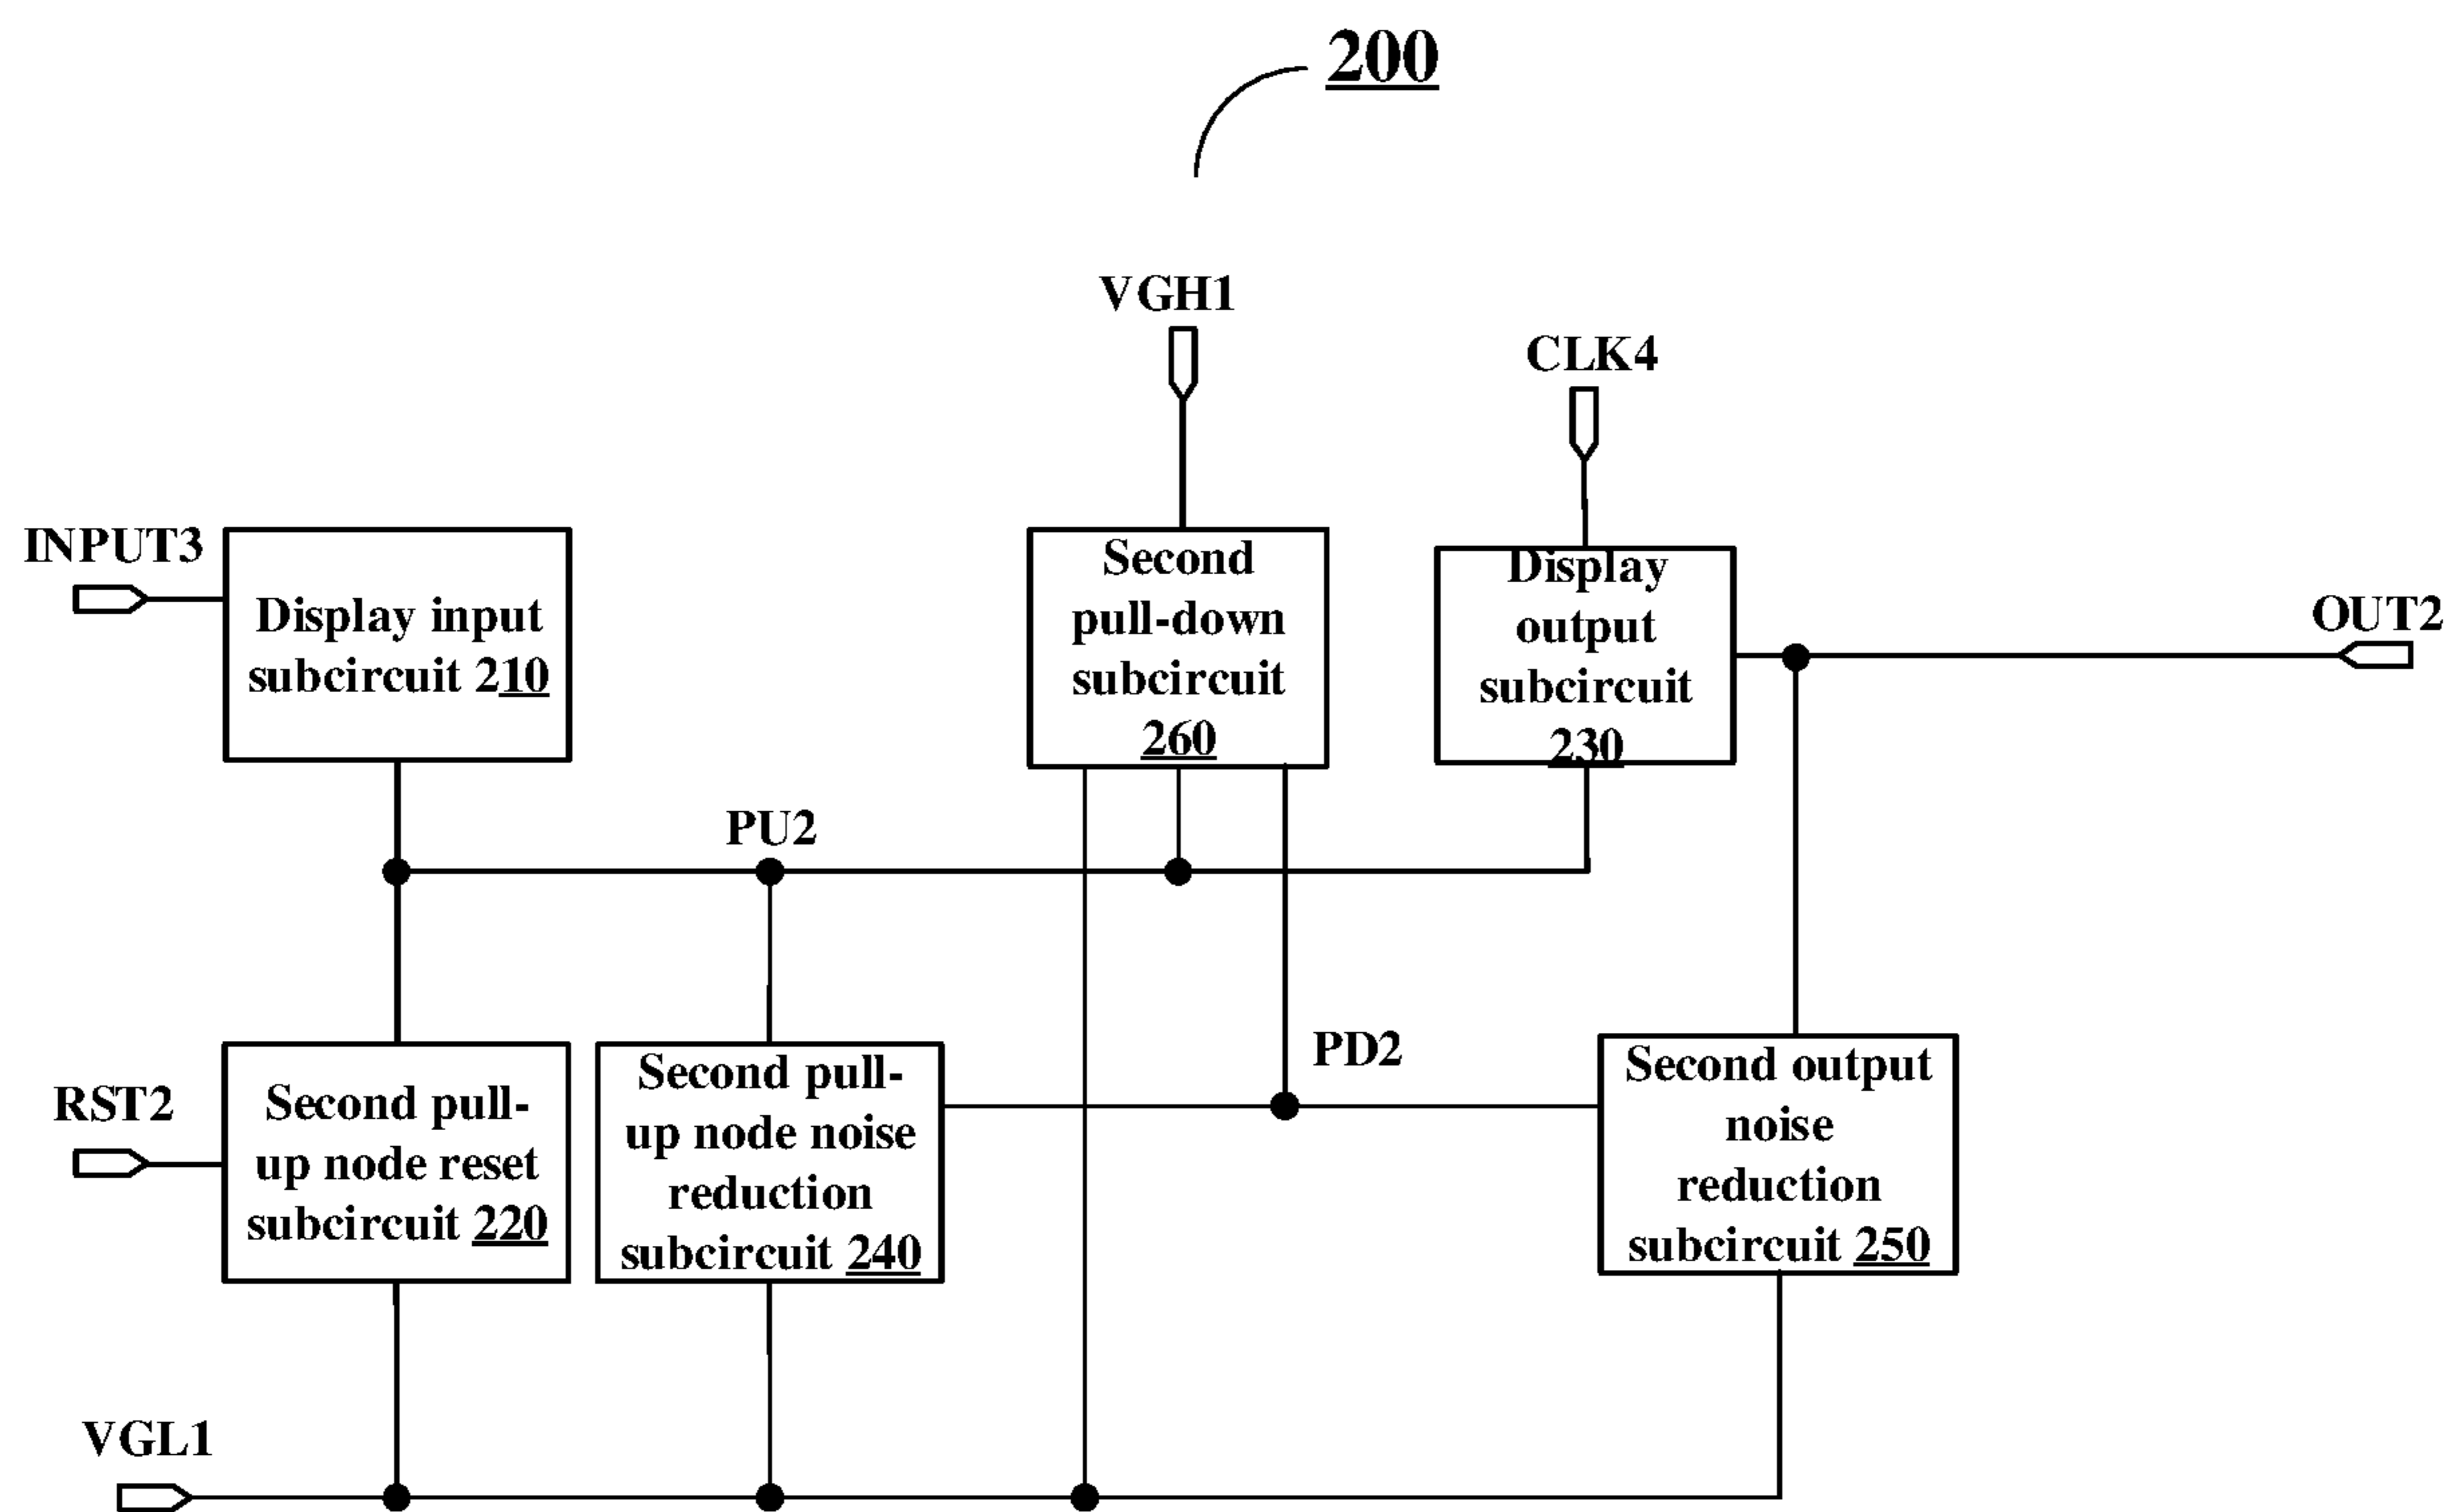 200
VGH1
CLK4
INPUT3
Display input
subcircuit 210
Second
pull-down
subcircuit
260
Display
output
subcircuit
230
OUT2
PU2
PD2
RST2
Second pull-
up node reset
subcircuit 220
Second pull-
up node noise
reduction
subcircuit 240
Second output
noise
reduction
subcircuit 250
VGL1